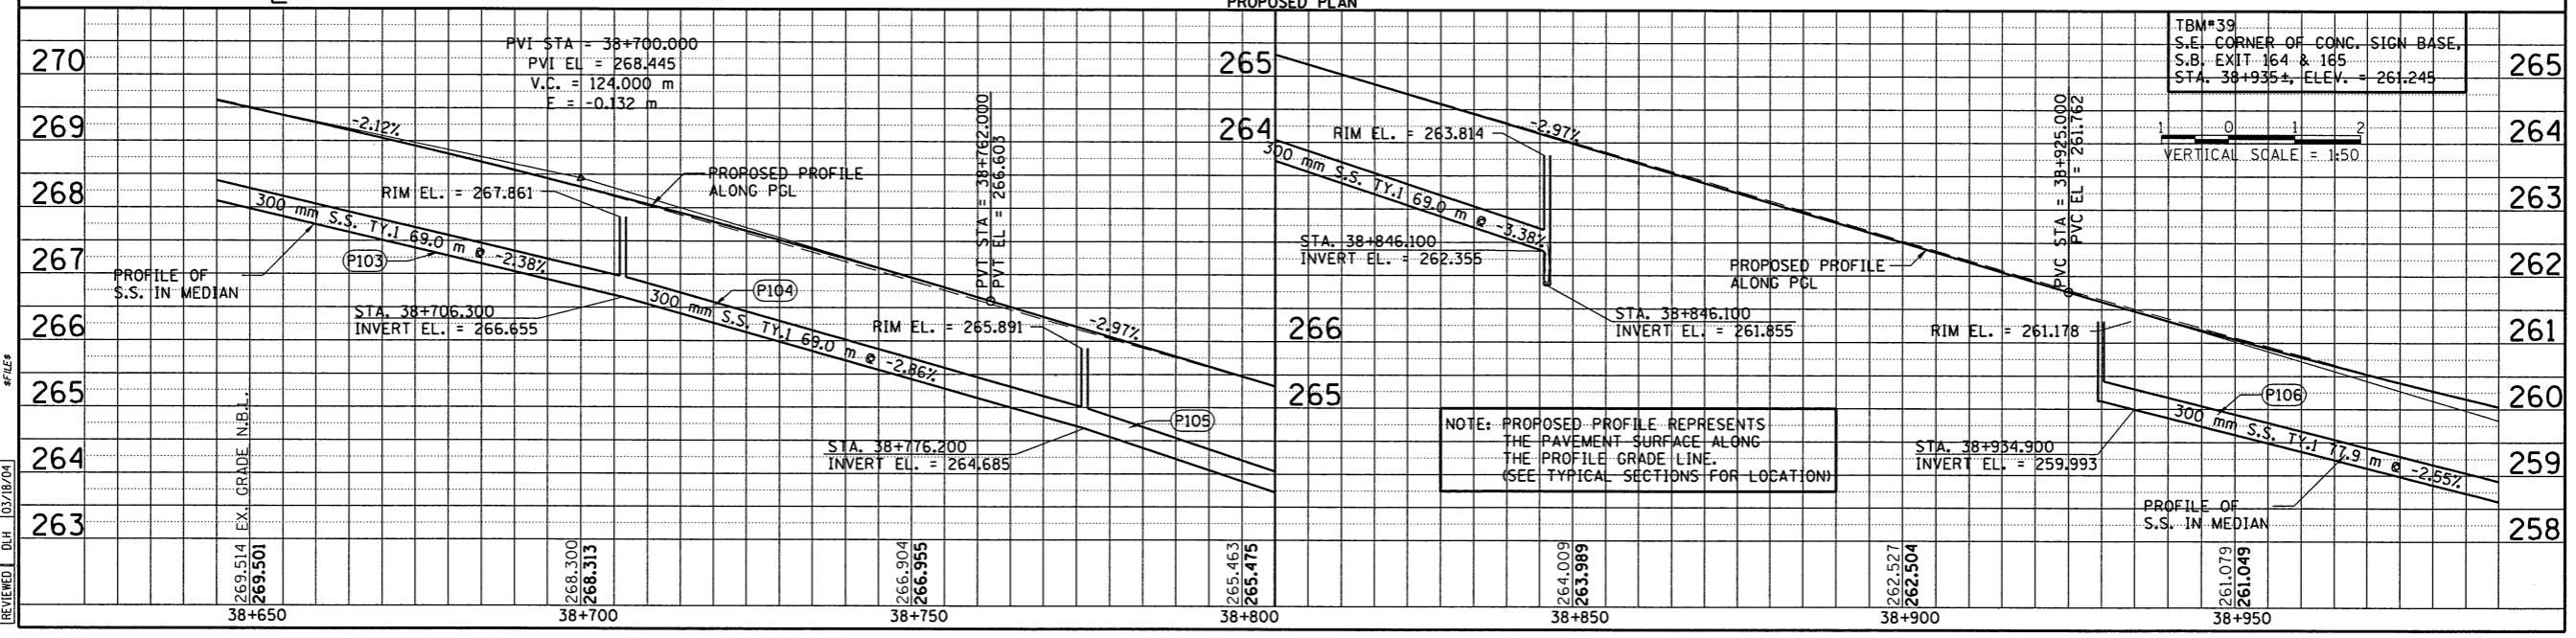 PROPOSED PLAN
270
269
268
267
266
265
264
263
PVI STA = 38+700.000
PVI EL = 268.445
V.C. = 124.000 m
E = -0.132 m
-2.12%
RIM EL. = 267.861
PROPOSED PROFILE
ALONG PGL
300 mm S.S. TY.1 69.0 m @ -2.38%
P103
PROFILE OF
S.S. IN MEDIAN
STA. 38+706.300
INVERT EL. = 266.655
300 mm S.S. TY.1 69.0 m @ -2.86%
P104
PVT STA = 38+762.000
PVT EL = 266.603
RIM EL. = 265.891
-2.97%
P105
STA. 38+776.200
INVERT EL. = 264.685
EX. GRADE N.B.L.
265
264
266
265
RIM EL. = 263.814
-2.97%
300 mm S.S. TY.1 69.0 m @ -3.38%
STA. 38+846.100
INVERT EL. = 262.355
STA. 38+846.100
INVERT EL. = 261.855
PROPOSED PROFILE
ALONG PGL
PVC STA = 38+925.000
PVC EL = 261.762
RIM EL. = 261.178
NOTE: PROPOSED PROFILE REPRESENTS
THE PAVEMENT SURFACE ALONG
THE PROFILE GRADE LINE.
(SEE TYPICAL SECTIONS FOR LOCATION)
STA. 38+934.900
INVERT EL. = 259.993
P106
300 mm S.S. TY.1 77.9 m @ -2.55%
PROFILE OF
S.S. IN MEDIAN
TBM#39
S.E. CORNER OF CONC. SIGN BASE,
S.B. EXIT 164 & 165
STA. 38+935±, ELEV. = 261.245
1 0 1 2
VERTICAL SCALE = 1:50
265
264
263
262
261
260
259
258
269.514
269.501
268.300
268.313
266.904
266.955
265.463
265.475
264.009
263.989
262.527
262.504
261.079
261.049
38+650
38+700
38+750
38+800
38+850
38+900
38+950
$FILE$
REVIEWED DLH 03/18/04